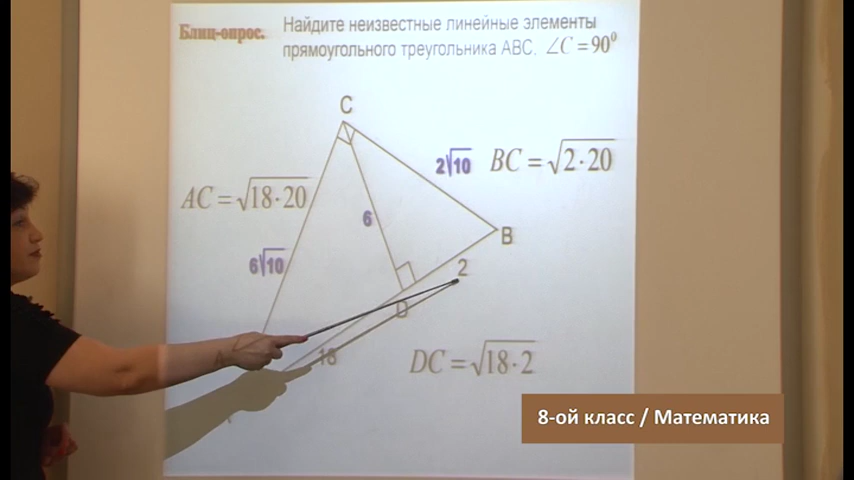 Блиц-опрос. Найдите неизвестные линейные элементы
прямоугольного треугольника АВС. ∠C = 90⁰
C
2√10 BC = √2·20
AC = √18·20
6
B
6√10
2
D
A
18
DC = √18·2
8-ой класс / Математика